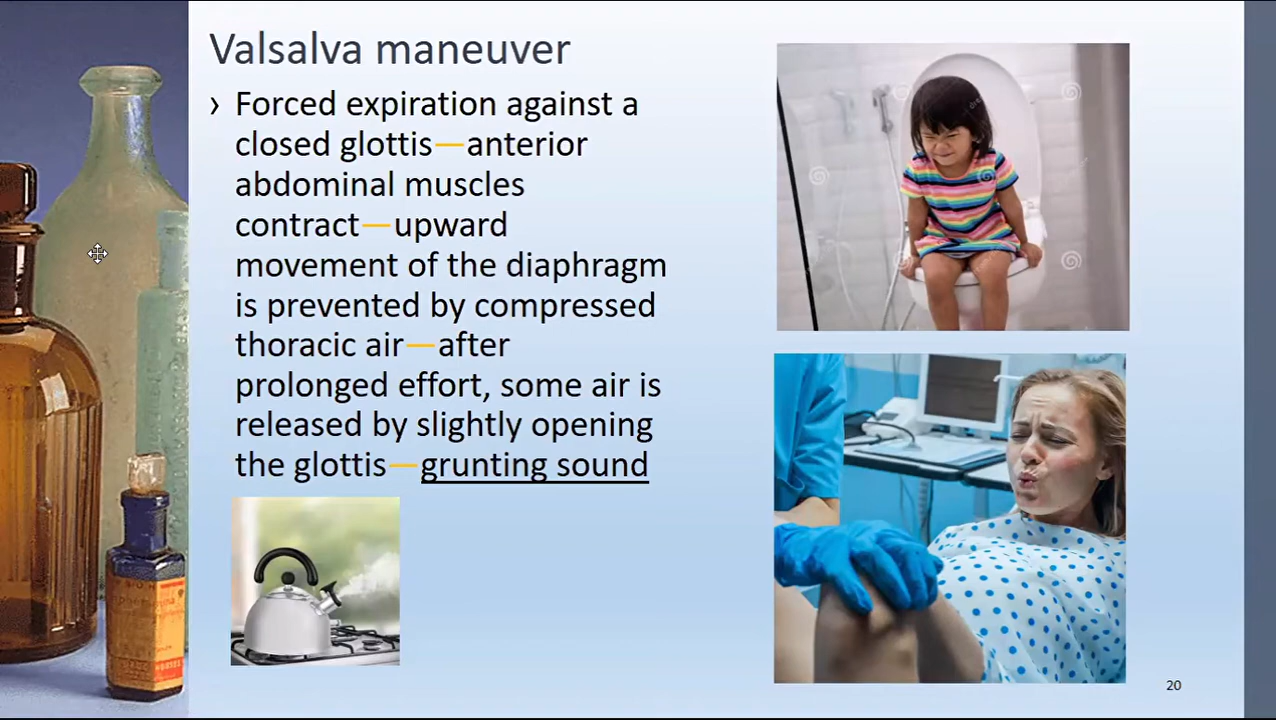 Valsalva maneuver
› Forced expiration against a
closed glottis—anterior
abdominal muscles
contract—upward
movement of the diaphragm
is prevented by compressed
thoracic air—after
prolonged effort, some air is
released by slightly opening
the glottis—grunting sound
20